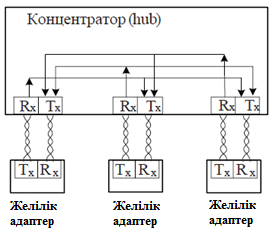 Концентратор (hub)
Rx Tx Rx Tx Rx Tx
Tx Rx Tx Rx Tx Rx
Желілік Желілік Желілік
адаптер адаптер адаптер